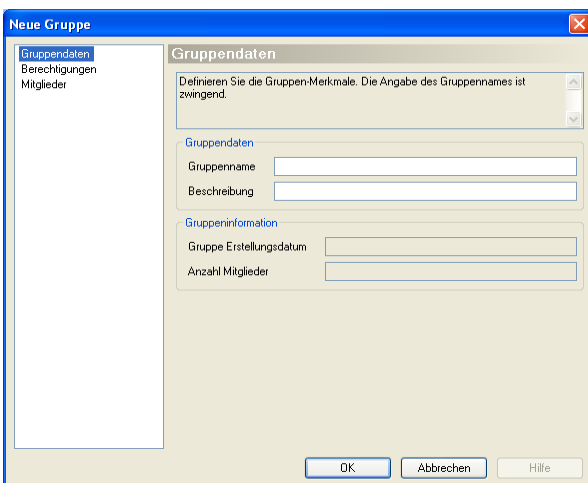 Neue Gruppe
Gruppendaten
Berechtigungen
Mitglieder
Gruppendaten
Definieren Sie die Gruppen-Merkmale. Die Angabe des Gruppennames ist
zwingend.
Gruppendaten
Gruppenname
Beschreibung
Gruppeninformation
Gruppe Erstellungsdatum
Anzahl Mitglieder
OK
Abbrechen
Hilfe